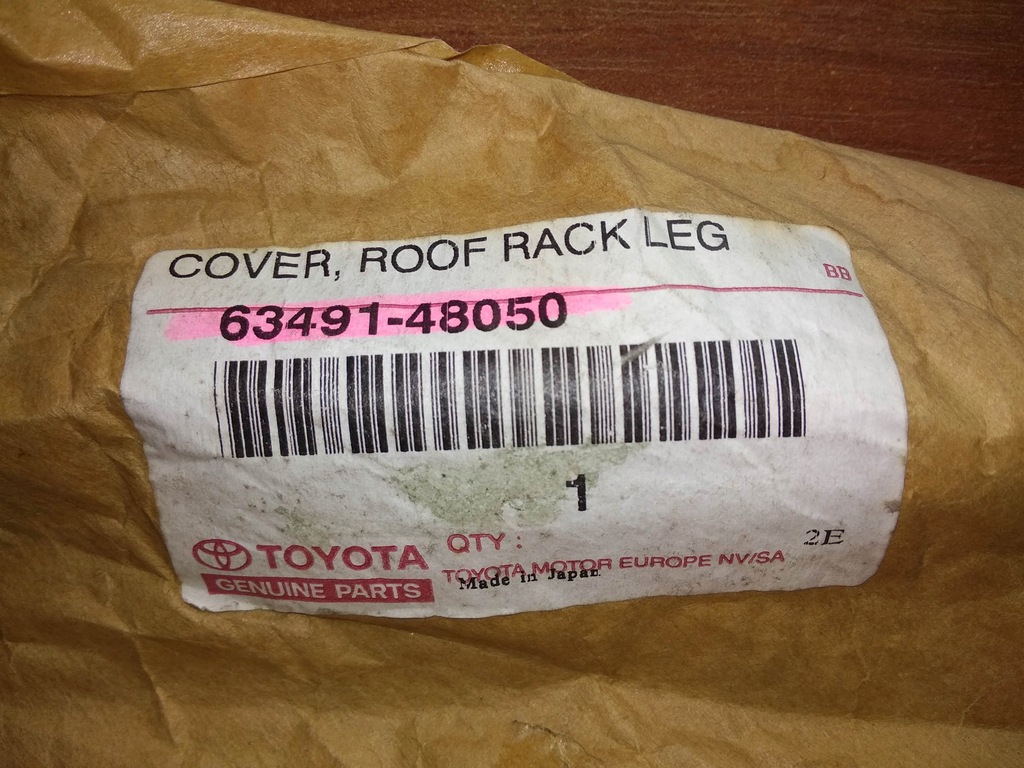 COVER, ROOF RACK LEG
BB
63491-48050
1
QTY :
2E
TOYOTA
TOYOTA MOTOR EUROPE NV/SA
Made in Japan
GENUINE PARTS